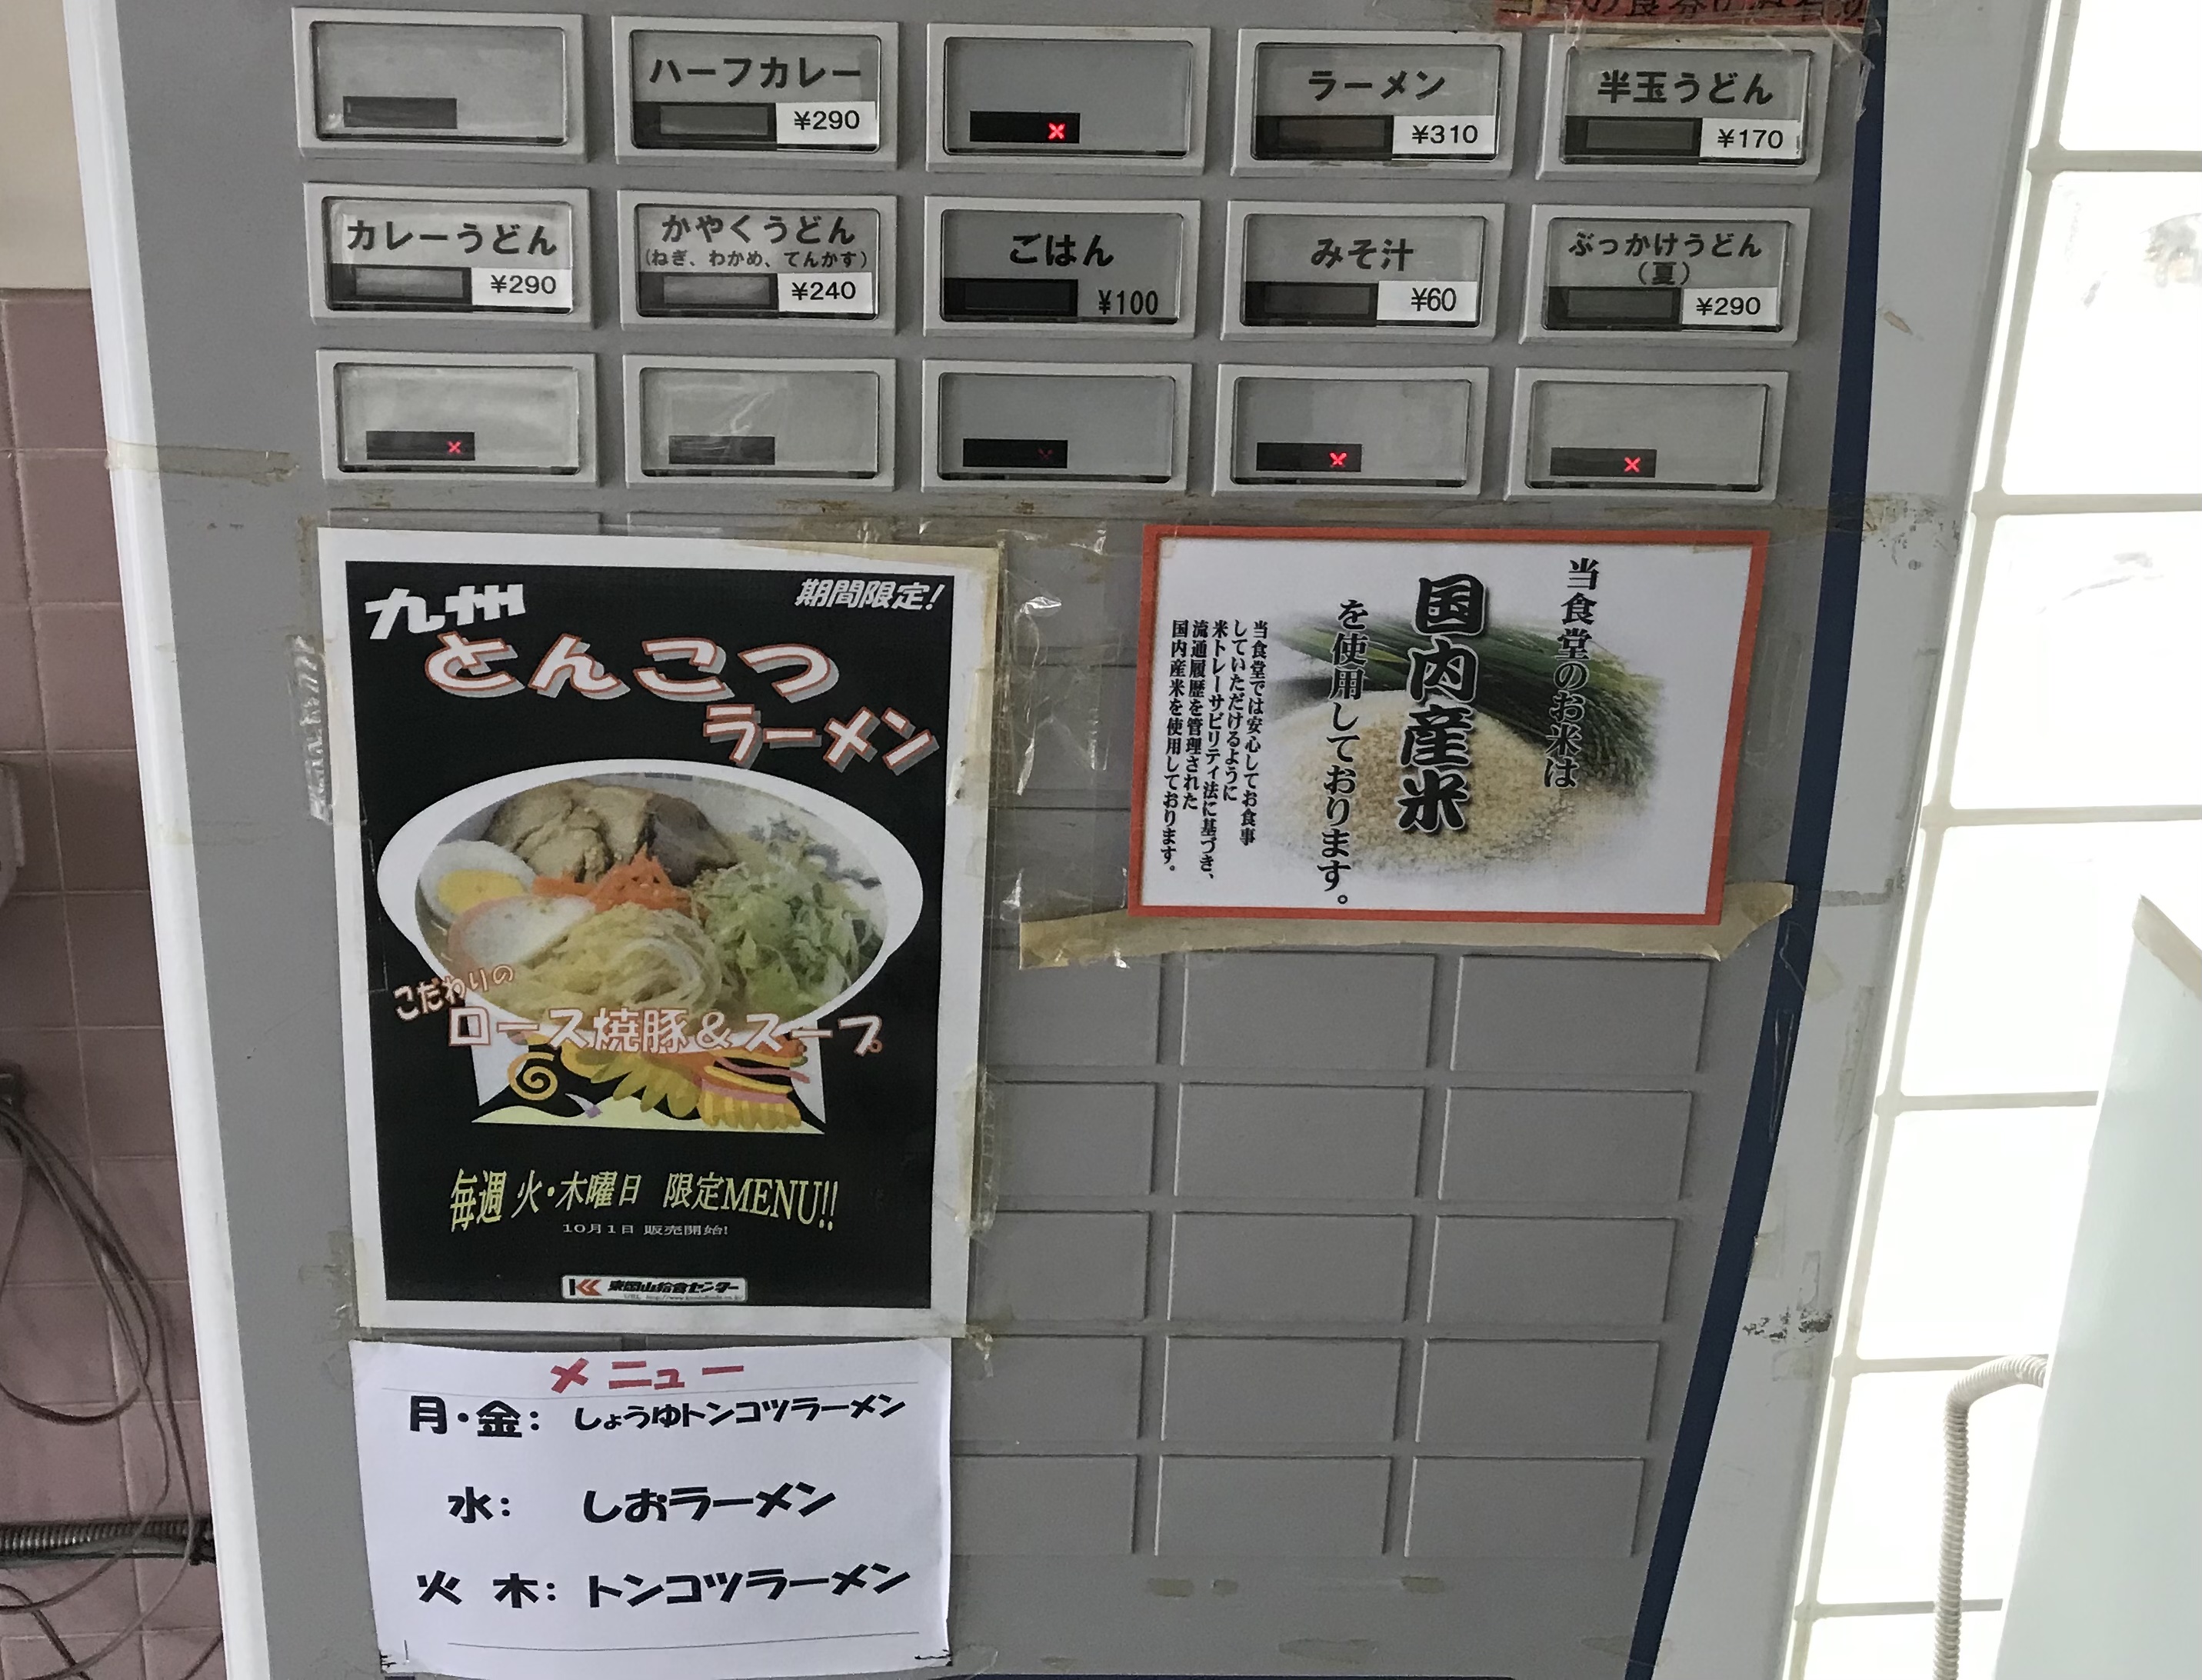 ハーフカレー
¥290
ラーメン
¥310
半玉うどん
¥170
カレーうどん
¥290
かやくうどん
(ねぎ、わかめ、てんかす)
¥240
ごはん
¥100
みそ汁
¥60
ぶっかけうどん
(夏)
¥290
九州
期間限定!
とんこつ
ラーメン
こだわりの
ロース焼豚&スープ
毎週 火・木曜日 限定MENU!!
10月1日 販売開始!
東岡山給食センター
当食堂のお米は
国内産米
を使用しております。
当食堂では安心してお食事
していただけるように
米トレーサビリティ法に基づき、
流通履歴を管理された
国内産米を使用しております。
メニュー
月・金: しょうゆトンコツラーメン
水: しおラーメン
火 木: トンコツラーメン